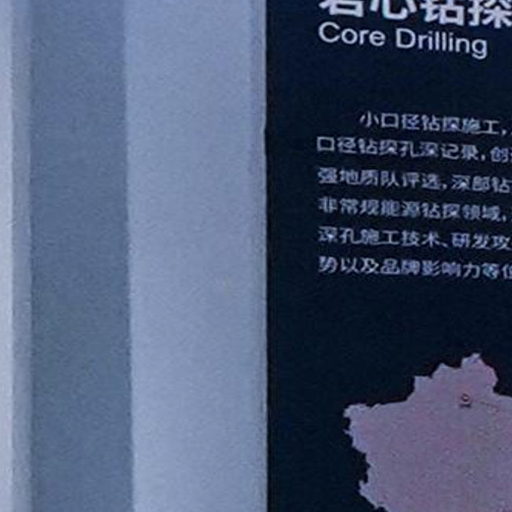 岩心钻探
Core Drilling
小口径钻探施工,
口径钻探孔深记录,创
强地质队评选,深部钻
非常规能源钻探领域,
深孔施工技术、研发攻
势以及品牌影响力等位